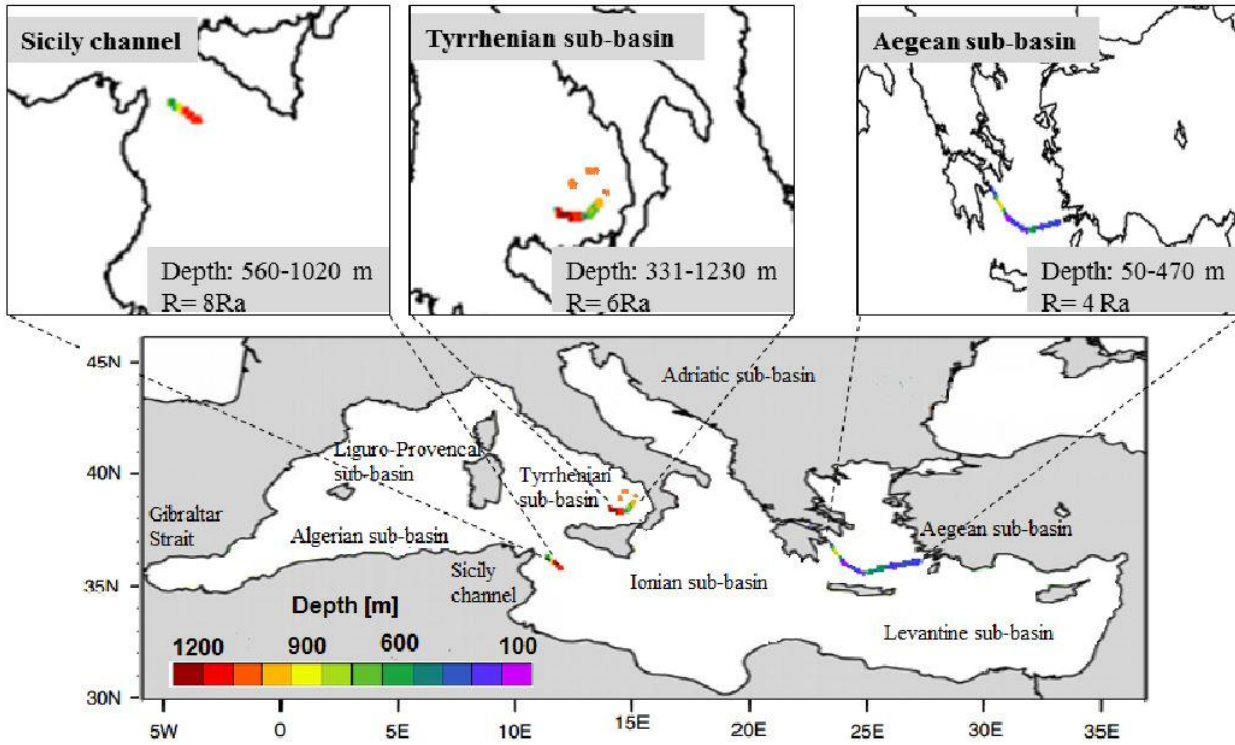 Sicily channel
Depth: 560-1020 m
R= 8Ra
Tyrrhenian sub-basin
Depth: 331-1230 m
R= 6Ra
Aegean sub-basin
Depth: 50-470 m
R= 4 Ra
45N
40N
35N
30N
Adriatic sub-basin
Liguro-Provencal
sub-basin
Tyrrhenian
sub-basin
Gibraltar
Strait
Algerian sub-basin
Aegean sub-basin
Sicily
channel
Ionian sub-basin
Levantine sub-basin
Depth [m]
1200 900 600 100
5W 0 5E 10E 15E 20E 25E 30E 35E